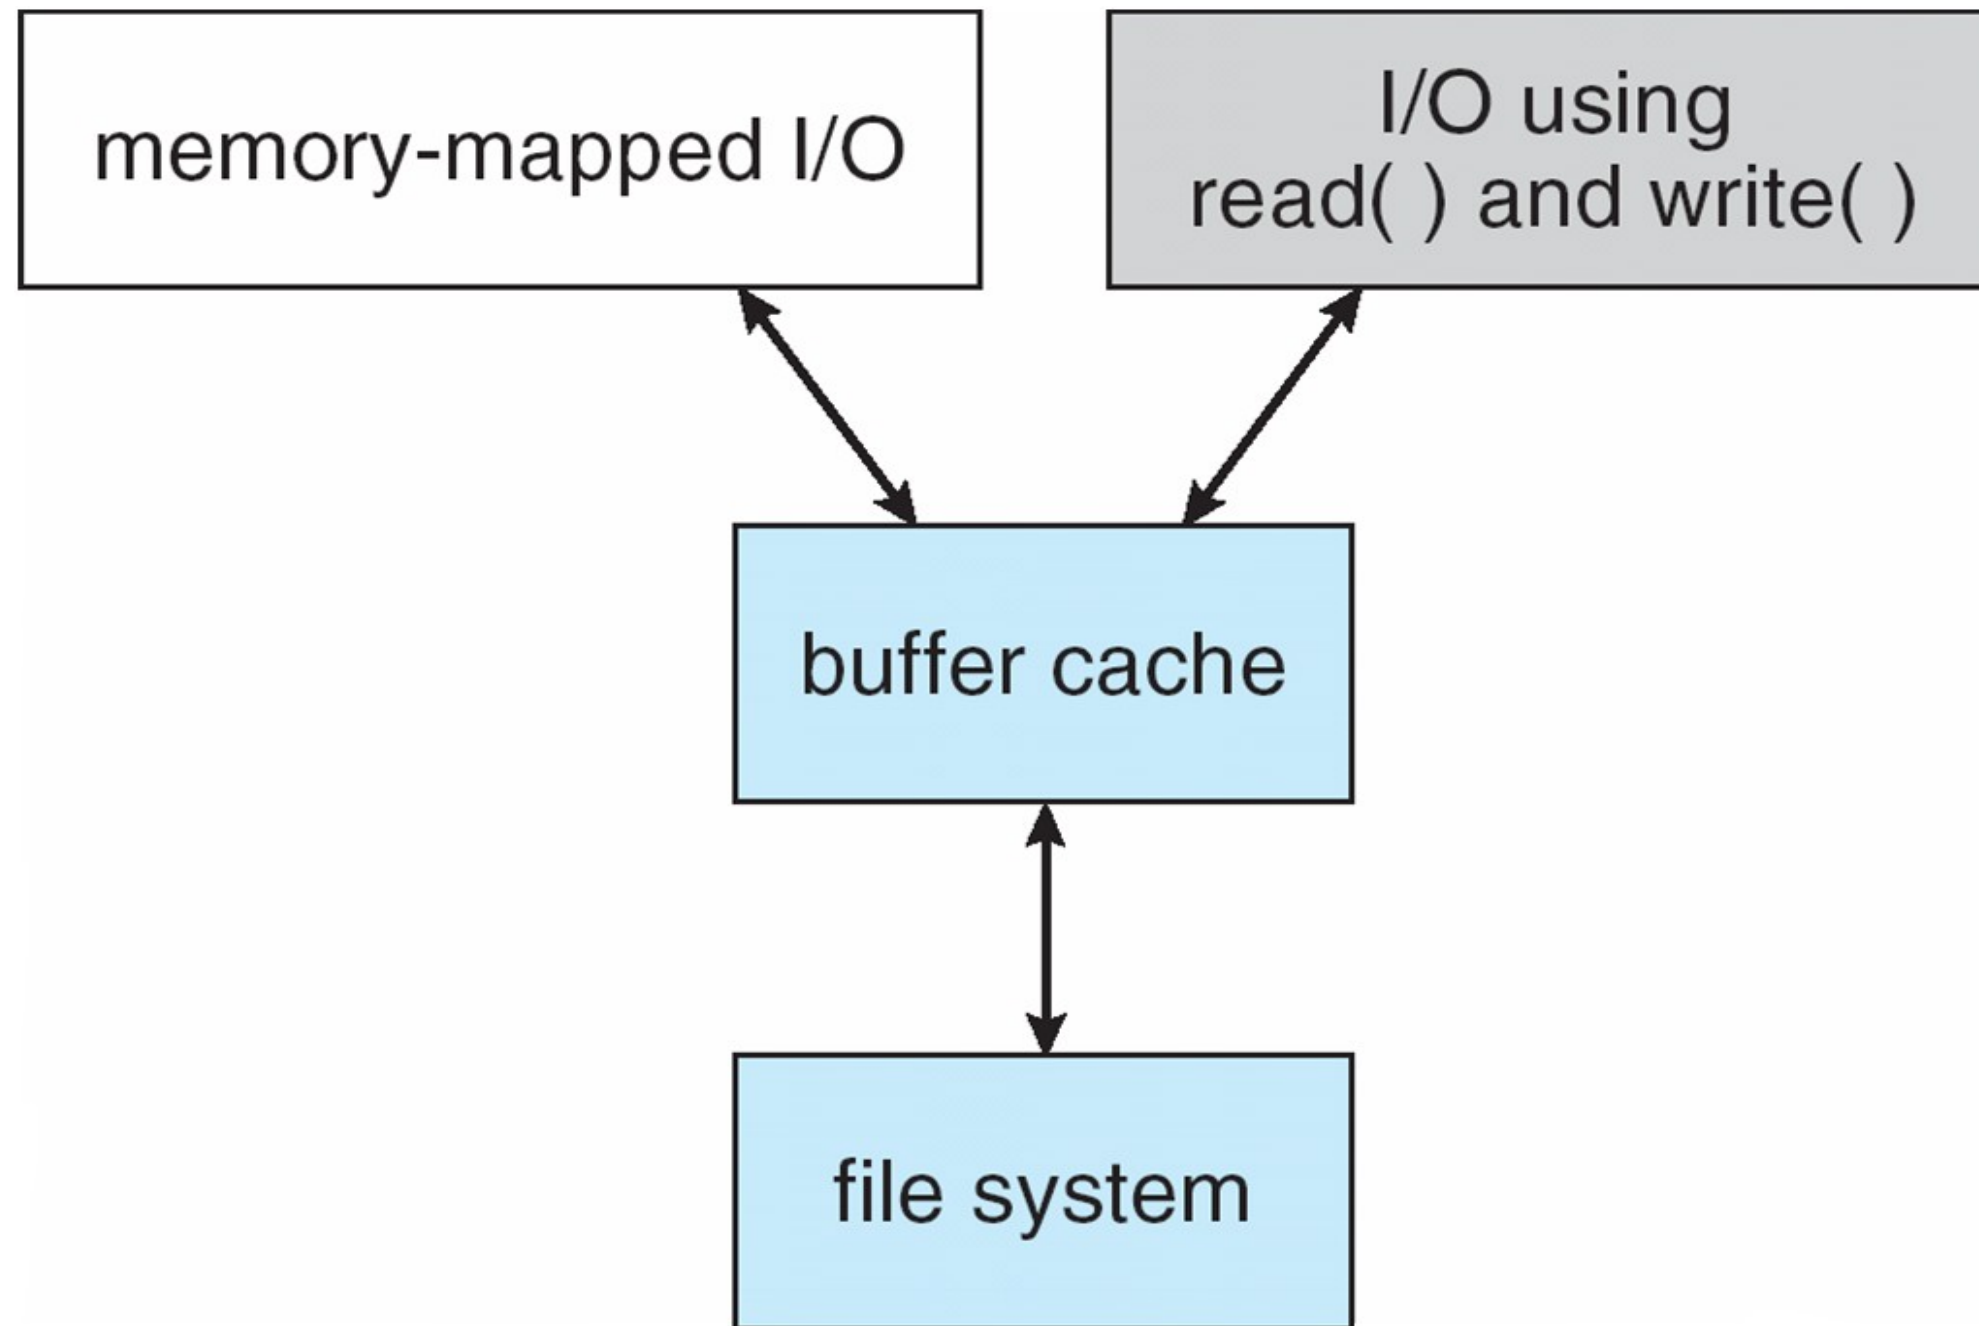 memory-mapped I/O
I/O using
read( ) and write( )
buffer cache
file system